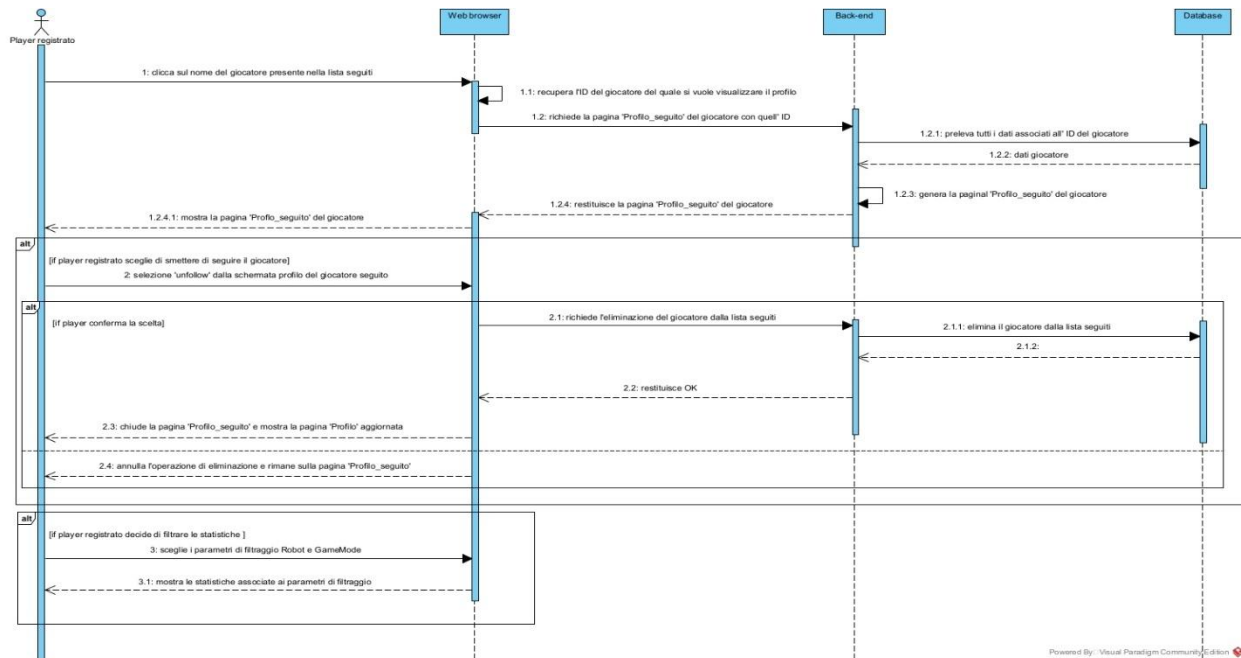 Player registrato
Web browser
Back-end
Database
1: clicca sul nome del giocatore presente nella lista seguiti
1.1: recupera l'ID del giocatore del quale si vuole visualizzare il profilo
1.2: richiede la pagina 'Profilo_seguito' del giocatore con quell' ID
1.2.1: preleva tutti i dati associati all' ID del giocatore
1.2.2: dati giocatore
1.2.3: genera la paginal 'Profilo_seguito' del giocatore
1.2.4: restituisce la pagina 'Profilo_seguito' del giocatore
1.2.4.1: mostra la pagina 'Proflo_seguito' del giocatore
alt
[if player registrato sceglie di smettere di seguire il giocatore]
2: selezione 'unfollow' dalla schermata profilo del giocatore seguito
alt
[if player conferma la scelta]
2.1: richiede l'eliminazione del giocatore dalla lista seguiti
2.1.1: elimina il giocatore dalla lista seguiti
2.1.2:
2.2: restituisce OK
2.3: chiude la pagina 'Profilo_seguito' e mostra la pagina 'Profilo' aggiornata
2.4: annulla l'operazione di eliminazione e rimane sulla pagina 'Profilo_seguito'
alt
[if player registrato decide di filtrare le statistiche ]
3: sceglie i parametri di filtraggio Robot e GameMode
3.1: mostra le statistiche associate ai parametri di filtraggio
Powered By: Visual Paradigm Community Edition